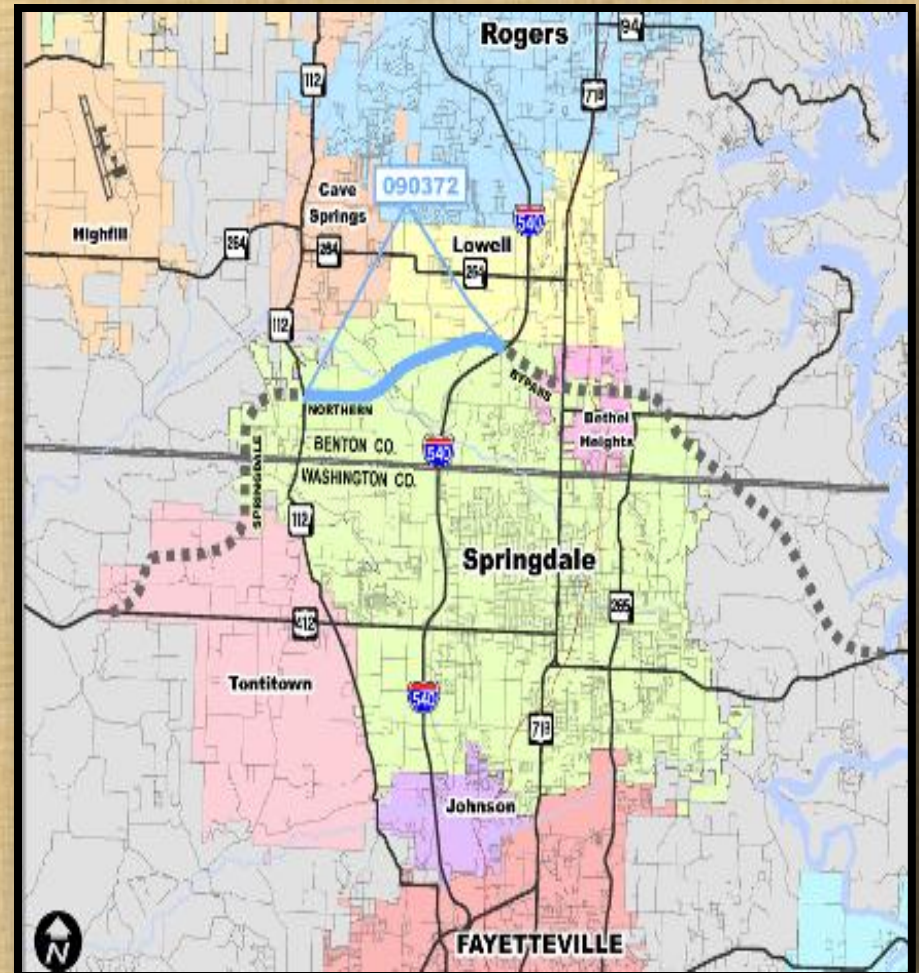 Rogers
94
112
71B
Cave
Springs
090372
Highfill
264
264
Lowell
540
264
112
NORTHERN
BYPASS
Bethel
Heights
SPRINGDALE
BENTON CO.
540
WASHINGTON CO.
112
Springdale
265
412
Tontitown
540
71B
Johnson
FAYETTEVILLE
N